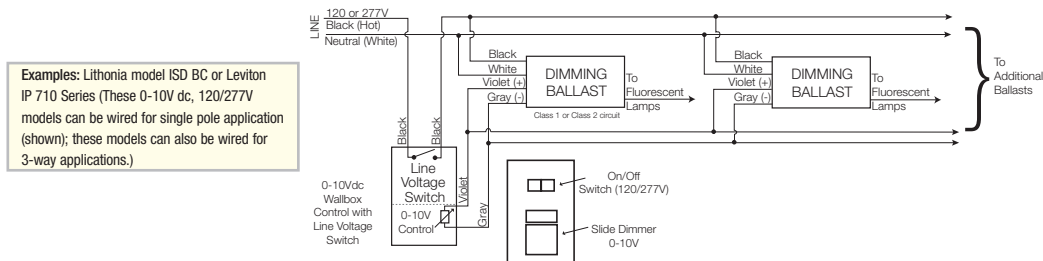 LINE
120 or 277V
Black (Hot)
Neutral (White)
Examples: Lithonia model ISD BC or Leviton
IP 710 Series (These 0-10V dc, 120/277V
models can be wired for single pole application
(shown); these models can also be wired for
3-way applications.)
Black
White
Violet (+)
Gray (-)
DIMMING
BALLAST
Class 1 or Class 2 circuit
To
Fluorescent
Lamps
Black
White
Violet (+)
Gray (-)
DIMMING
BALLAST
To
Fluorescent
Lamps
To
Additional
Ballasts
Black
Black
Line
Voltage
Switch
0-10V
Control
Violet
Gray
0-10Vdc
Wallbox
Control with
Line Voltage
Switch
On/Off
Switch (120/277V)
Slide Dimmer
0-10V